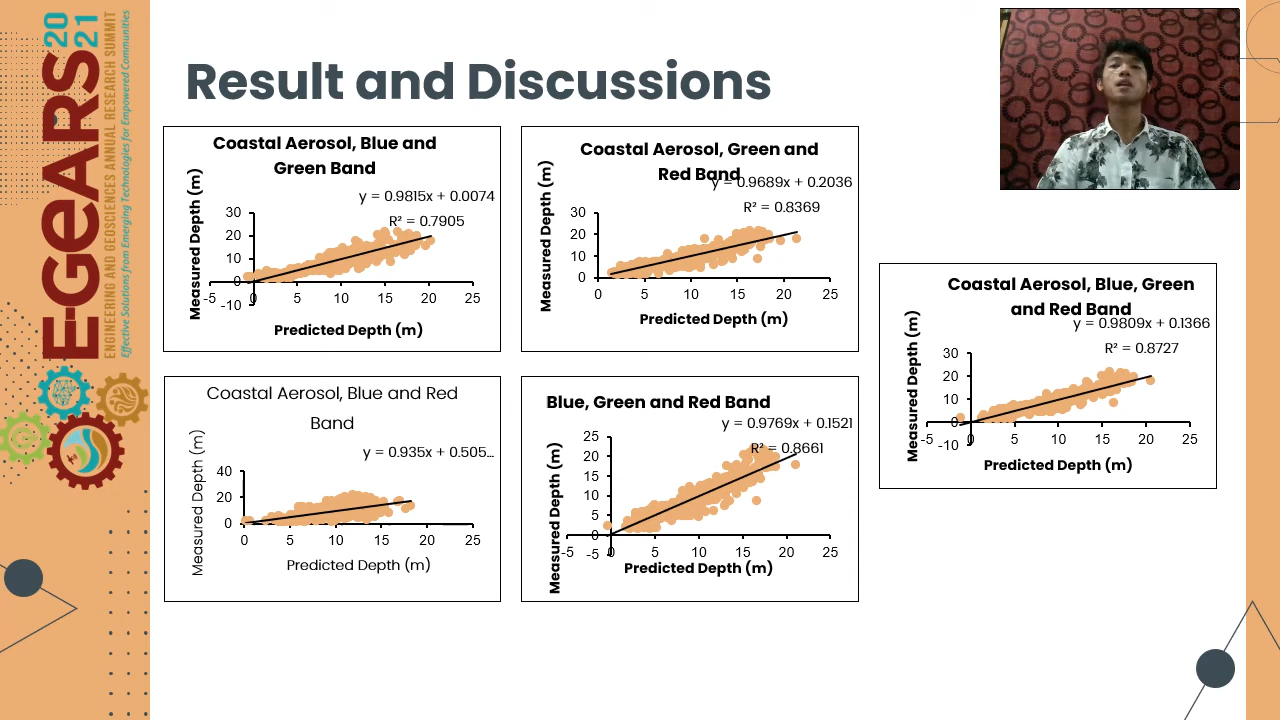 EGEARS 2021
ENGINEERING AND GEOSCIENCES ANNUAL RESEARCH SUMMIT
Effective Solutions from Emerging Technologies for Empowered Communities
Result and Discussions
Coastal Aerosol, Blue and
Green Band
y = 0.9815x + 0.0074
R² = 0.7905
Measured Depth (m)
30
20
10
0
-10
-5
0
5
10
15
20
25
Predicted Depth (m)
Coastal Aerosol, Green and
Red Band
y = 0.9689x + 0.2036
R² = 0.8369
Measured Depth (m)
30
20
10
0
0
5
10
15
20
25
Predicted Depth (m)
Coastal Aerosol, Blue and Red
Band
y = 0.935x + 0.505…
Measured Depth (m)
40
20
0
0
5
10
15
20
25
Predicted Depth (m)
Blue, Green and Red Band
y = 0.9769x + 0.1521
R² = 0.8661
Measured Depth (m)
25
20
15
10
5
0
-5
-5
0
5
10
15
20
25
Predicted Depth (m)
Coastal Aerosol, Blue, Green
and Red Band
y = 0.9809x + 0.1366
R² = 0.8727
Measured Depth (m)
30
20
10
0
-10
-5
0
5
10
15
20
25
Predicted Depth (m)